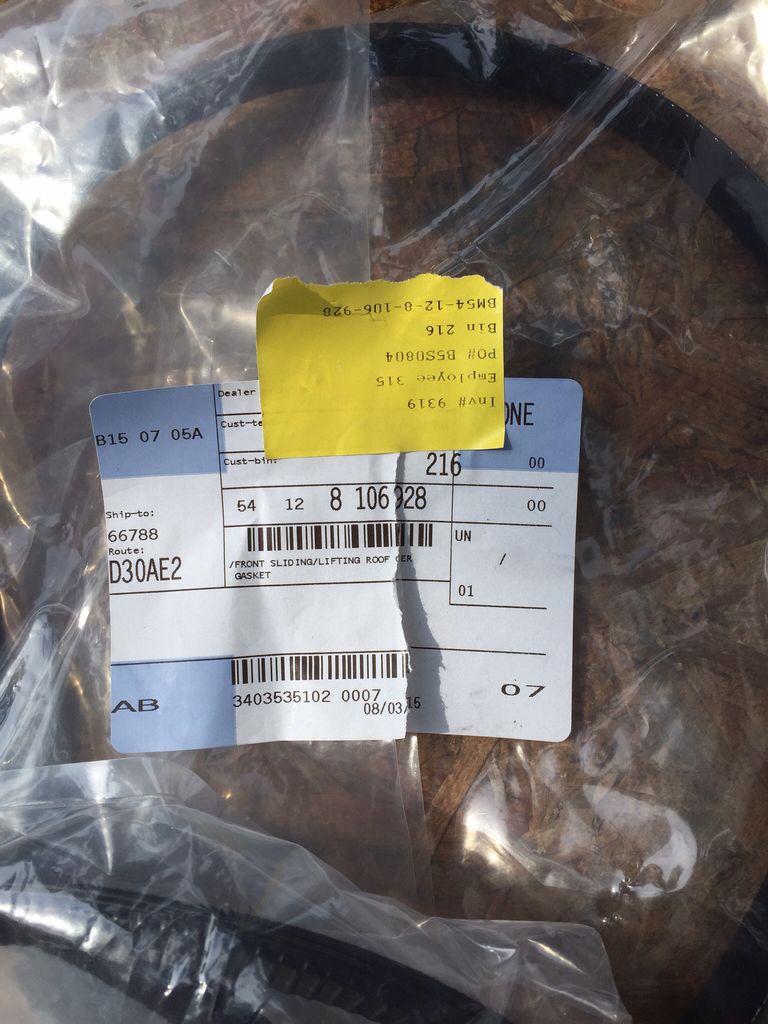 BM54-12-8-106-928
Bin 216
PO# B5S0804
Employee 315
Inv# 9319
Dealer
B15 07 05A
Cust-bin:
216
00
54 12 8 106 928
00
Ship-to:
66788
Route:
D30AE2
/FRONT SLIDING/LIFTING ROOF
GASKET
UN
/
01
AB
3403535102 0007
08/03/15
07